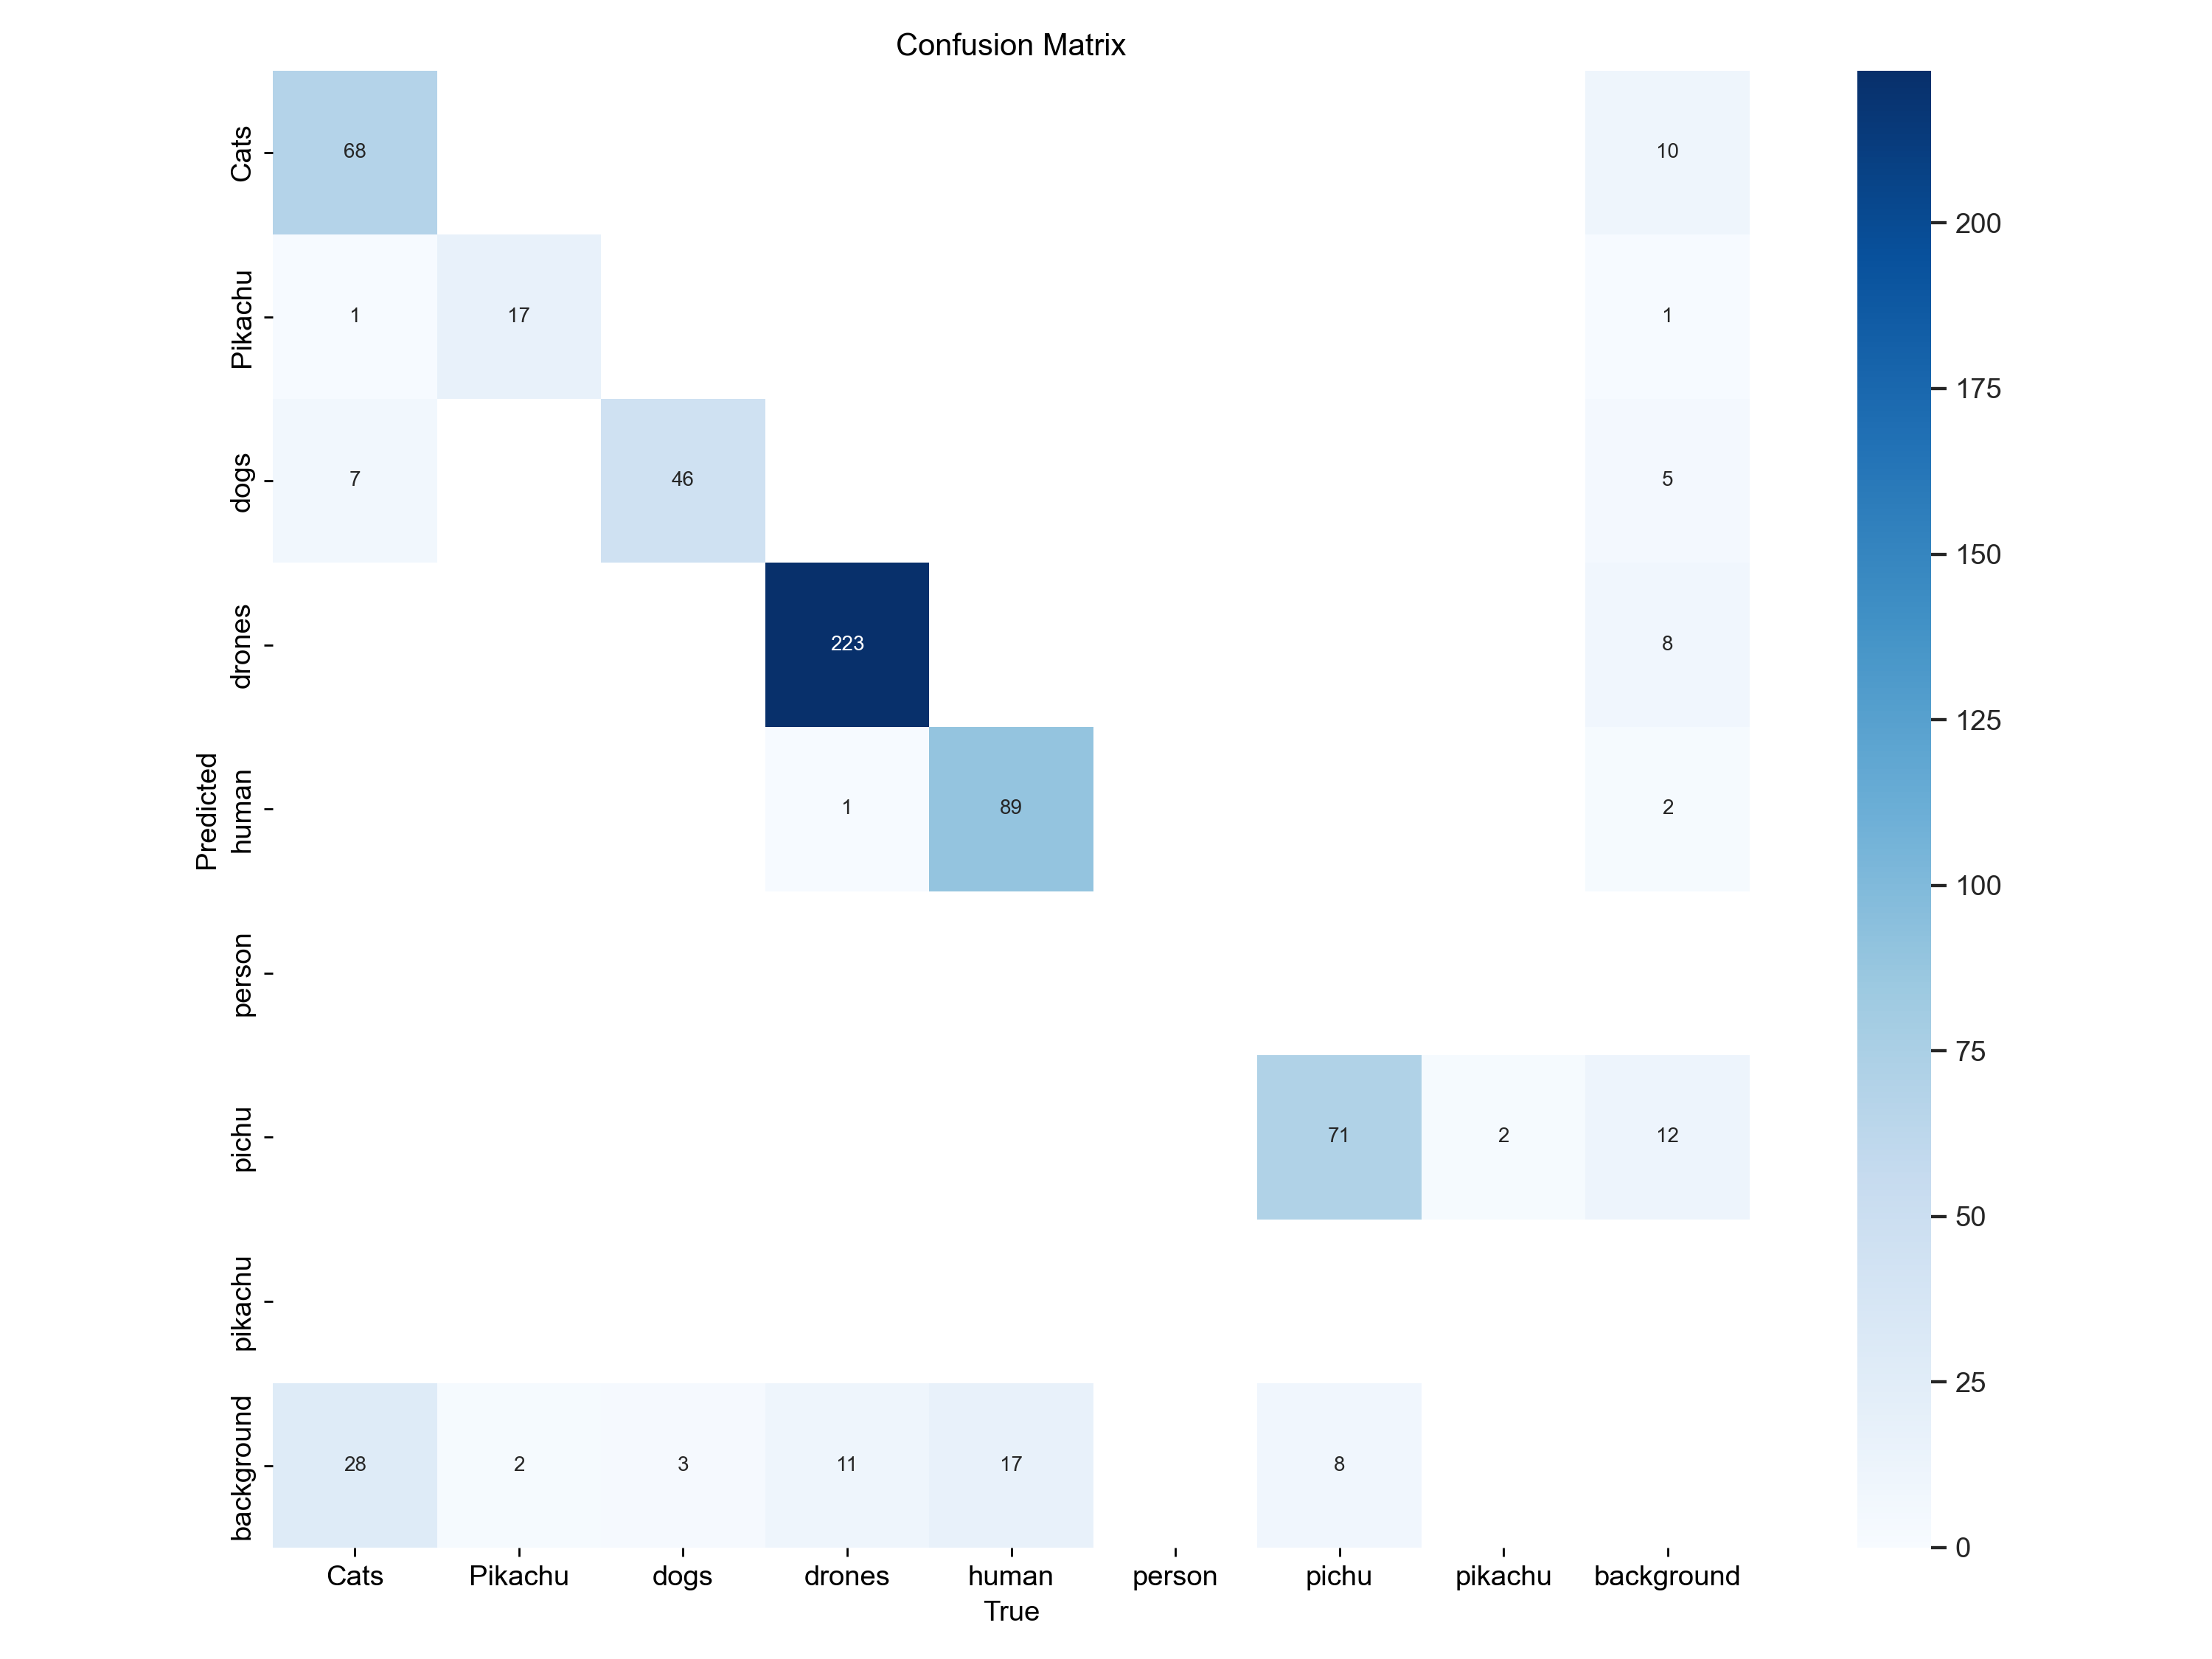 Confusion Matrix
Cats
68
10
200
Pikachu
1
17
1
175
dogs
7
46
5
150
drones
223
8
125
Predicted
human
1
89
2
100
person
75
pichu
71
2
12
50
pikachu
25
background
28
2
3
11
17
8
0
Cats Pikachu dogs drones human person pichu pikachu background
True